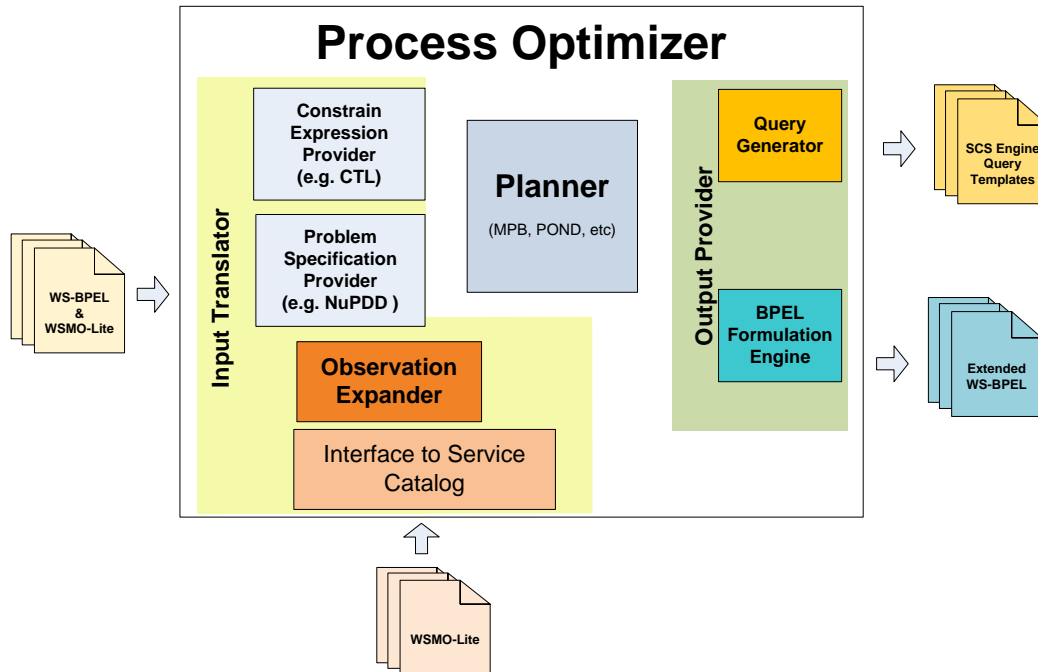 Process Optimizer
Input Translator
Constrain
Expression
Provider
(e.g. CTL)
Problem
Specification
Provider
(e.g. NuPDD )
Observation
Expander
Interface to Service
Catalog
Planner
(MPB, POND, etc)
Output Provider
Query
Generator
BPEL
Formulation
Engine
WS-BPEL
&
WSMO-Lite
WSMO-Lite
SCS Engine
Query
Templates
Extended
WS-BPEL